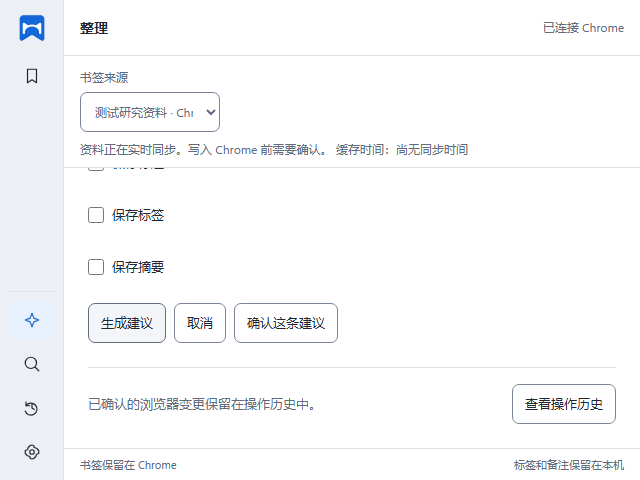 整理
已连接 Chrome
书签来源
测试研究资料 · Chr
资料正在实时同步。写入 Chrome 前需要确认。 缓存时间：尚无同步时间
保存标签
保存摘要
生成建议
取消
确认这条建议
已确认的浏览器变更保留在操作历史中。
查看操作历史
书签保留在 Chrome
标签和备注保留在本机